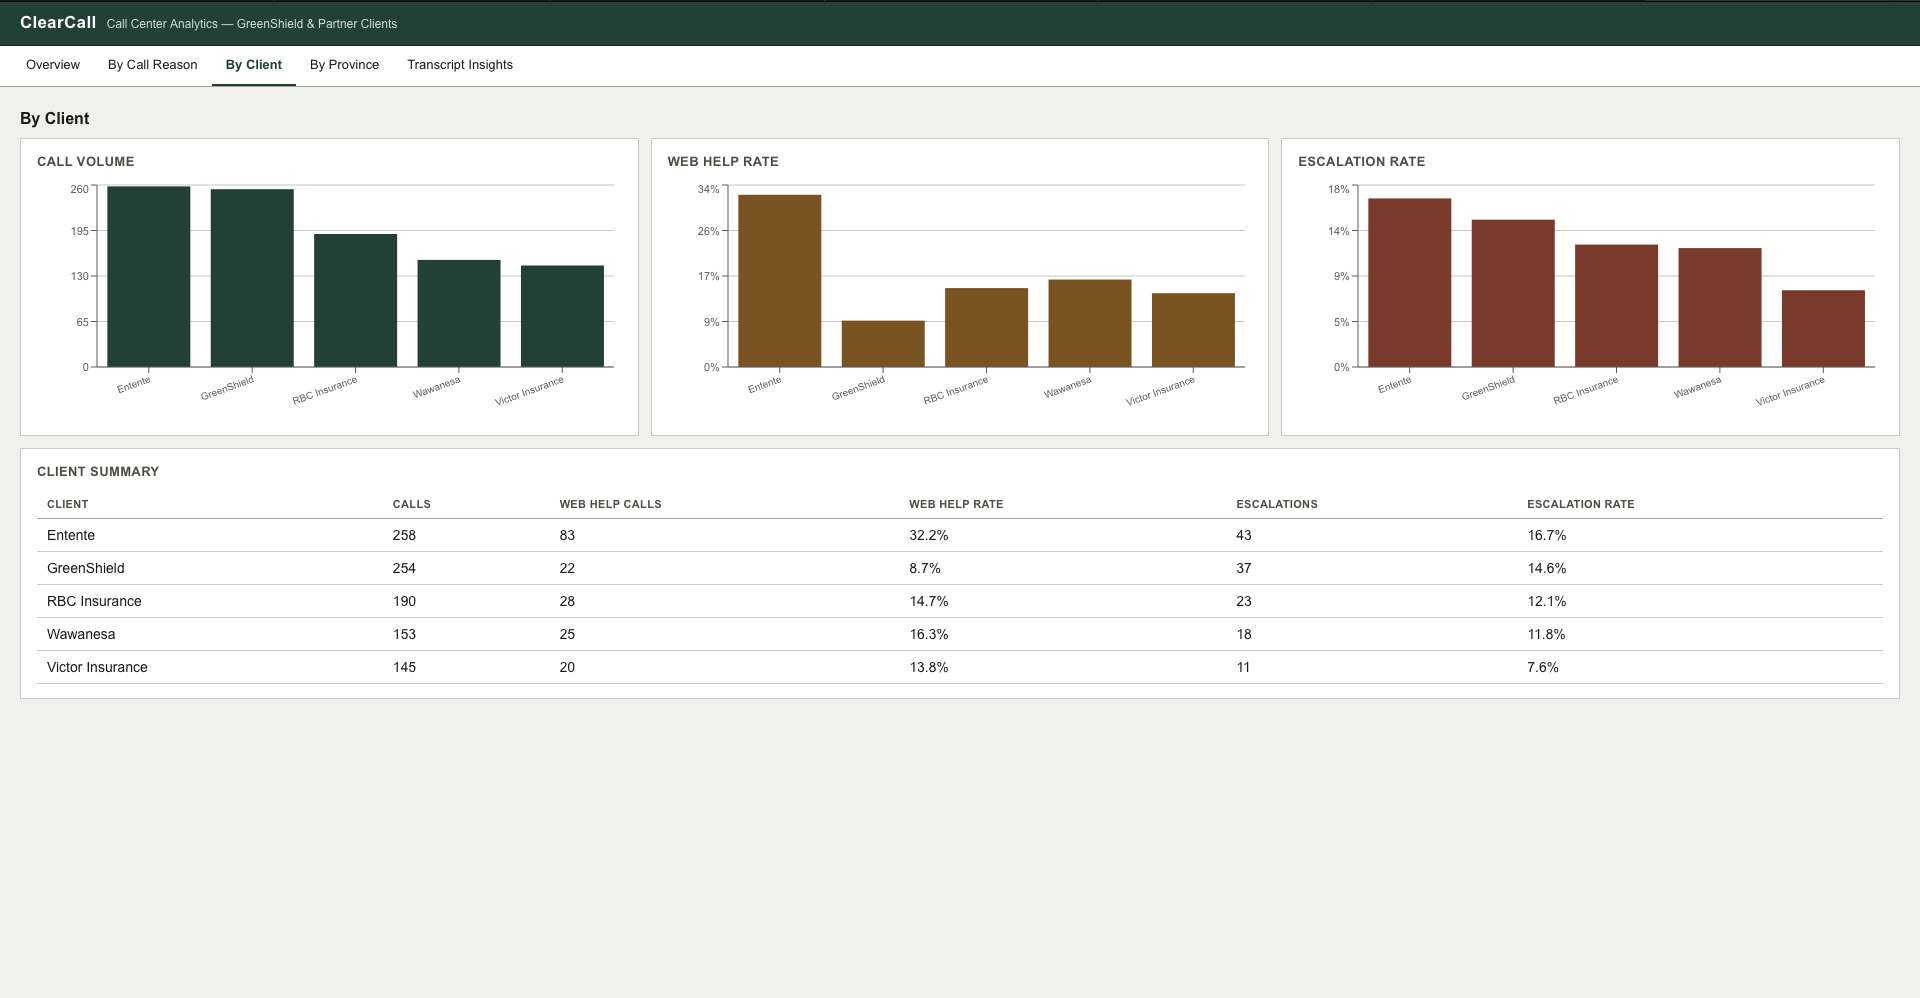 ClearCall Call Center Analytics — GreenShield & Partner Clients
Overview By Call Reason By Client By Province Transcript Insights
By Client
CALL VOLUME
260
195
130
65
0
Entente GreenShield RBC Insurance Wawanesa Victor Insurance
WEB HELP RATE
34%
26%
17%
9%
0%
Entente GreenShield RBC Insurance Wawanesa Victor Insurance
ESCALATION RATE
18%
14%
9%
5%
0%
Entente GreenShield RBC Insurance Wawanesa Victor Insurance
CLIENT SUMMARY
CLIENT CALLS WEB HELP CALLS WEB HELP RATE ESCALATIONS ESCALATION RATE
Entente 258 83 32.2% 43 16.7%
GreenShield 254 22 8.7% 37 14.6%
RBC Insurance 190 28 14.7% 23 12.1%
Wawanesa 153 25 16.3% 18 11.8%
Victor Insurance 145 20 13.8% 11 7.6%